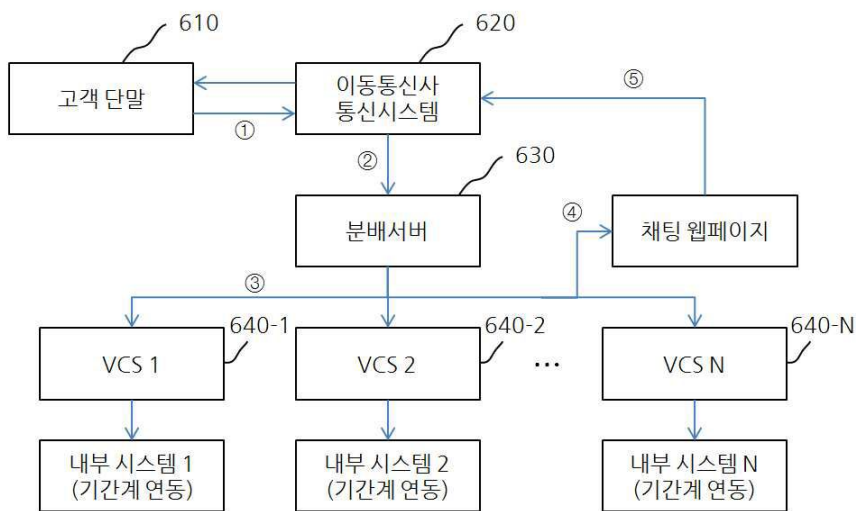 610
620
고객 단말
이동통신사
통신시스템
⑤
①
②
630
분배서버
④
채팅 웹페이지
③
640-1
640-2
640-N
VCS 1
VCS 2
...
VCS N
내부 시스템 1
(기간계 연동)
내부 시스템 2
(기간계 연동)
내부 시스템 N
(기간계 연동)